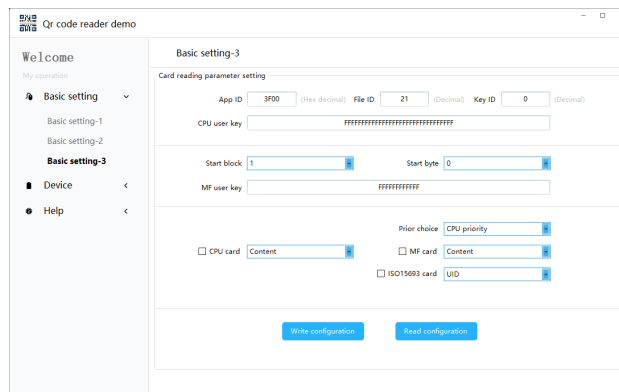 Qr code reader demo
Welcome
My operation
Basic setting
Basic setting-1
Basic setting-2
Basic setting-3
Device
Help
Basic setting-3
Card reading parameter setting
App ID 3F00 (Hex decimal) File ID 21 (Decimal) Key ID 0 (Decimal)
CPU user key FFFFFFFFFFFFFFFFFFFFFFFFFFFFFFFF
Start block 1 Start byte 0
MF user key FFFFFFFFFFFF
Prior choice CPU priority
CPU card Content MF card Content
ISO15693 card UID
Write configuration Read configuration